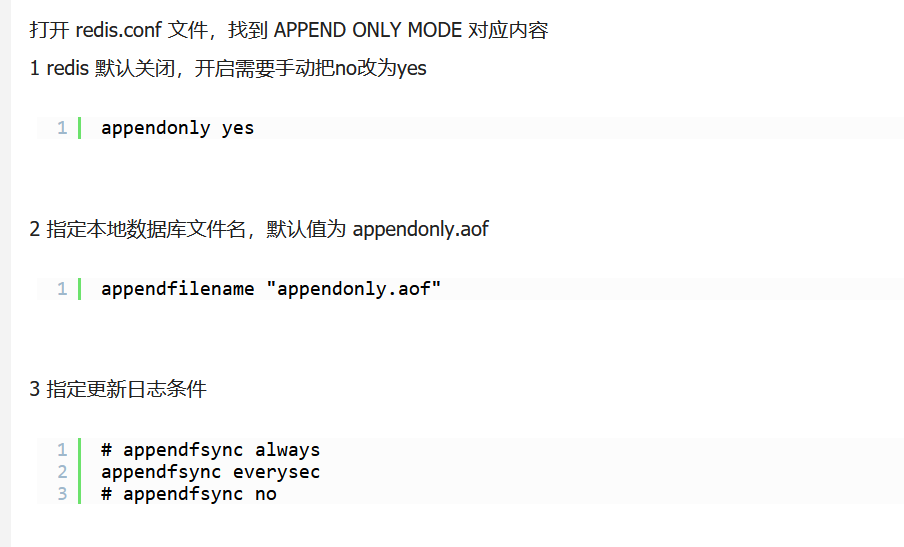 打开 redis.conf 文件，找到 APPEND ONLY MODE 对应内容
1 redis 默认关闭，开启需要手动把no改为yes
1 appendonly yes
2 指定本地数据库文件名，默认值为 appendonly.aof
1 appendfilename "appendonly.aof"
3 指定更新日志条件
1 # appendfsync always
2 appendfsync everysec
3 # appendfsync no